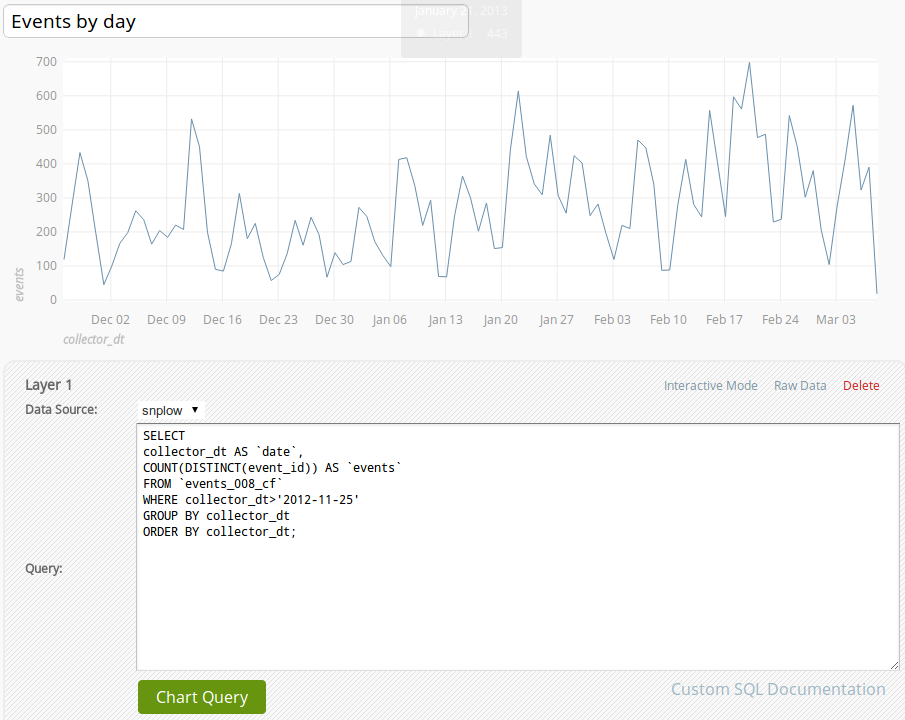 Events by day
January 21, 2013
Layer 1 443
700
600
500
400
300
200
100
0
events
Dec 02 Dec 09 Dec 16 Dec 23 Dec 30 Jan 06 Jan 13 Jan 20 Jan 27 Feb 03 Feb 10 Feb 17 Feb 24 Mar 03
collector_dt
Layer 1 Interactive Mode Raw Data Delete
Data Source: snplow ▼
SELECT
collector_dt AS `date`,
COUNT(DISTINCT(event_id)) AS `events`
FROM `events_008_cf`
WHERE collector_dt>'2012-11-25'
GROUP BY collector_dt
ORDER BY collector_dt;
Query:
Chart Query
Custom SQL Documentation